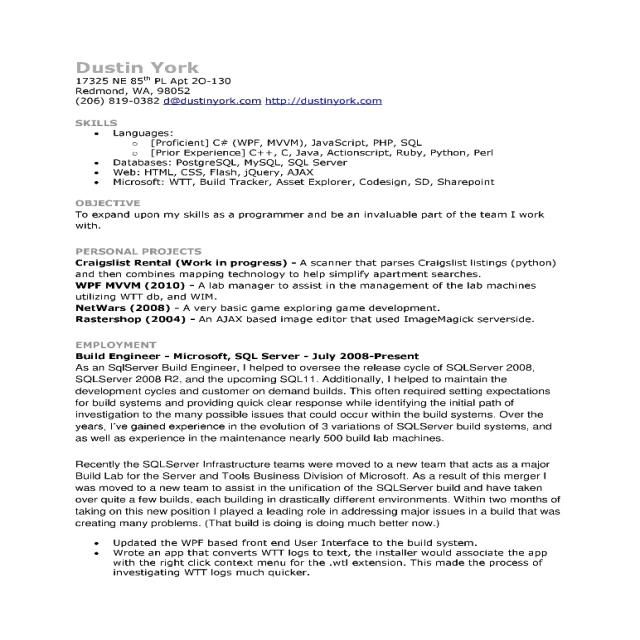 Dustin York
17325 NE 85th PL Apt 2O-130
Redmond, WA, 98052
(206) 819-0382 d@dustinyork.com http://dustinyork.com
SKILLS
• Languages:
o [Proficient] C# (WPF, MVVM), JavaScript, PHP, SQL
o [Prior Experience] C++, C, Java, Actionscript, Ruby, Python, Perl
• Databases: PostgreSQL, MySQL, SQL Server
• Web: HTML, CSS, Flash, jQuery, AJAX
• Microsoft: WTT, Build Tracker, Asset Explorer, Codesign, SD, Sharepoint
OBJECTIVE
To expand upon my skills as a programmer and be an invaluable part of the team I work
with.
PERSONAL PROJECTS
Craigslist Rental (Work in progress) - A scanner that parses Craigslist listings (python)
and then combines mapping technology to help simplify apartment searches.
WPF MVVM (2010) - A lab manager to assist in the management of the lab machines
utilizing WTT db, and WIM.
NetWars (2008) - A very basic game exploring game development.
Rastershop (2004) - An AJAX based image editor that used ImageMagick serverside.
EMPLOYMENT
Build Engineer - Microsoft, SQL Server - July 2008-Present
As an SqlServer Build Engineer, I helped to oversee the release cycle of SQLServer 2008,
SQLServer 2008 R2, and the upcoming SQL11. Additionally, I helped to maintain the
development cycles and customer on demand builds. This often required setting expectations
for build systems and providing quick clear response while identifying the initial path of
investigation to the many possible issues that could occur within the build systems. Over the
years, I've gained experience in the evolution of 3 variations of SQLServer build systems, and
as well as experience in the maintenance nearly 500 build lab machines.
Recently the SQLServer Infrastructure teams were moved to a new team that acts as a major
Build Lab for the Server and Tools Business Division of Microsoft. As a result of this merger I
was moved to a new team to assist in the unification of the SQLServer build and have taken
over quite a few builds, each building in drastically different environments. Within two months of
taking on this new position I played a leading role in addressing major issues in a build that was
creating many problems. (That build is doing is doing much better now.)
• Updated the WPF based front end User Interface to the build system.
• Wrote an app that converts WTT logs to text, the installer would associate the app
with the right click context menu for the .wtl extension. This made the process of
investigating WTT logs much quicker.